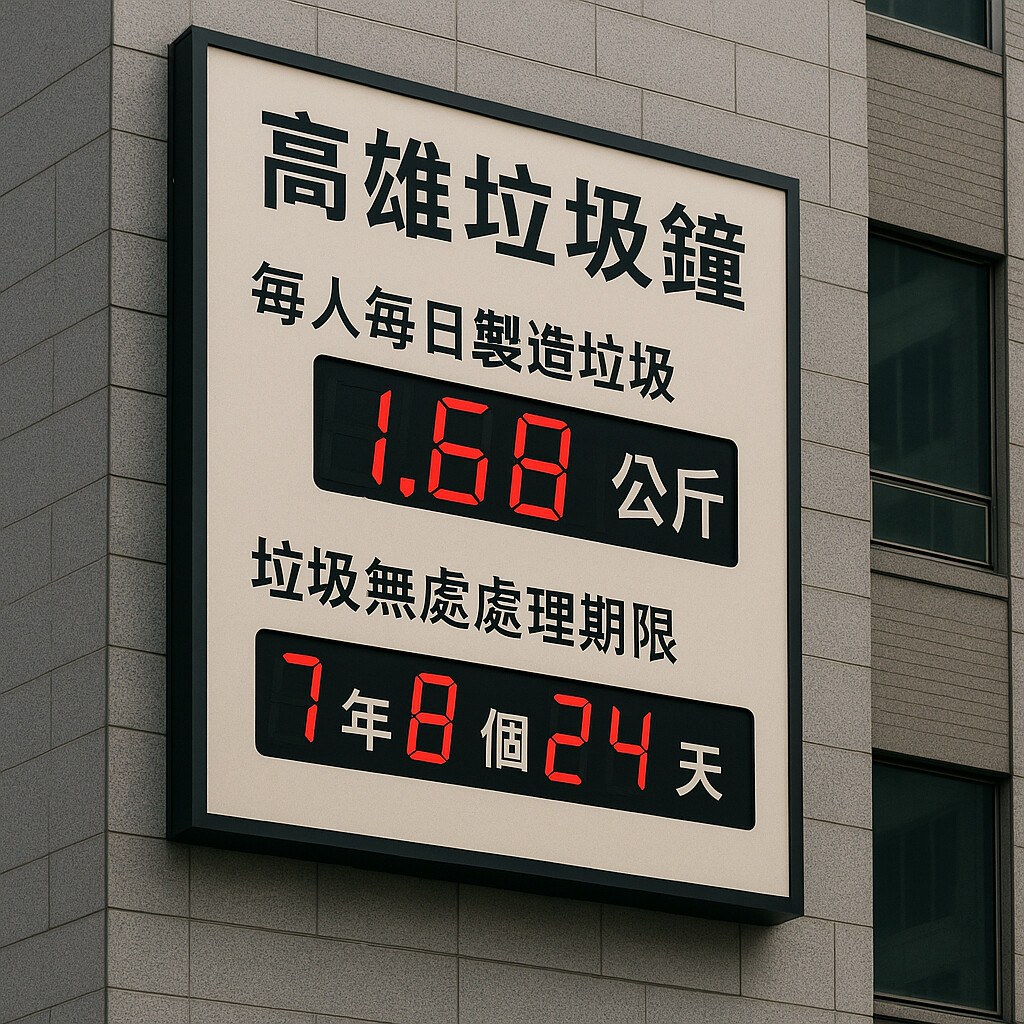 高雄垃圾鐘
每人每日製造垃圾
1.68 公斤
垃圾無處處理期限
7年8個24天